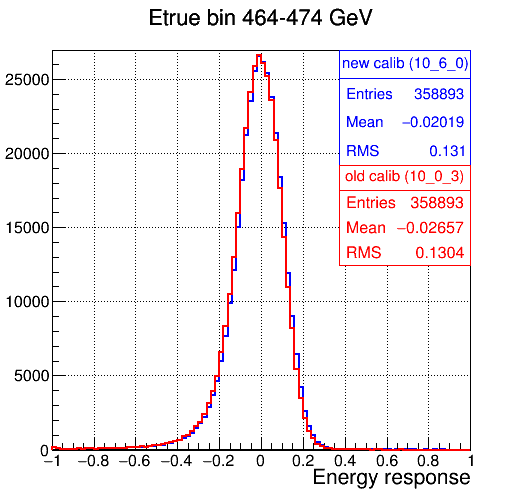 Etrue bin 464-474 GeV
new calib (10_6_0)
Entries 358893
Mean −0.02019
RMS 0.131
old calib (10_0_3)
Entries 358893
Mean −0.02657
RMS 0.1304
25000
20000
15000
10000
5000
0
−1 −0.8 −0.6 −0.4 −0.2 0 0.2 0.4 0.6 0.8 1
Energy response